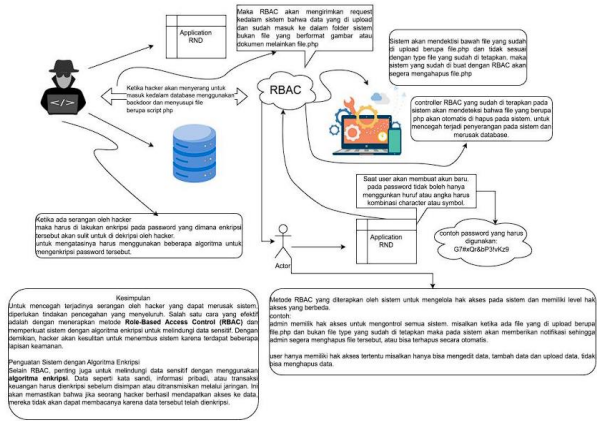 Application
RND
Maka RBAC akan mengirimkan request
kedalam sistem bahwa data yang di upload
dan sudah masuk ke dalam folder sistem
bukan file yang berformat gambar atau
dokumen melainkan file.php
Sistem akan mendektisi bawah file yang sudah
di upload berupa file.php dan tidak sesuai
dengan type file yang sudah di tetapkan, maka
sistem yang sudah di buat dengan RBAC akan
segera mengahapus file.php
</>
Ketika hacker akan menyerang untuk
masuk kedalam database menggunakan
backdoor dan menyusupi file
berupa script php
RBAC
controller RBAC yang sudah di terapkan pada
sistem akan mendeteksi bahwa file yang berupa
php akan otomatis di hapus pada sistem. untuk
mencegah terjadi penyerangan pada sistem dan
merusak database.
Saat user akan membuat akun baru.
pada password tidak boleh hanya
menggunkan huruf atau angka harus
kombinasi character atau symbol.
Ketika ada serangan oleh hacker
maka harus di lakukan enkripsi pada password yang dimana enkripsi
tersebut akan sulit untuk di dekripsi oleh hacker.
untuk mengatasinya harus menggunakan beberapa algoritma untuk
mengenkripsi password tersebut.
Actor
Application
RND
contoh password yang harus
digunakan:
G7#xQr&bP3!vKz9
Kesimpulan
Untuk mencegah terjadinya serangan oleh hacker yang dapat merusak sistem,
diperlukan tindakan pencegahan yang menyeluruh. Salah satu cara yang efektif
adalah dengan menerapkan metode Role-Based Access Control (RBAC) dan
memperkuat sistem dengan algoritma enkripsi untuk melindungi data sensitif. Dengan
demikan, hacker akan kesulitan untuk menembus sistem karena terdapat beberapa
lapisan keamanan.
Penguatan Sistem dengan Algoritma Enkripsi
Selain RBAC, penting juga untuk melindungi data sensitif dengan menggunakan
algoritma enkripsi. Data seperti kata sandi, informasi pribadi, atau transaksi
keuangan harus dienkripsi sebelum disimpan atau ditransmisikan melalui jaringan. Ini
akan memastikan bahwa jika seorang hacker berhasil mendapatkan akses ke data,
mereka tidak akan dapat membacanya karena data tersebut telah dienkripsi.
Metode RBAC yang diterapkan oleh sistem untuk mengelola hak akses pada sistem dan memiliki level hak
akses yang berbeda.
contoh:
admin memiliki hak akses untuk mengontrol semua sistem. misalkan ketika ada file yang di upload berupa
file.php dan bukan file type yang sudah di tetapkan maka pada sistem akan memberikan notifikasi sehingga
admin segera menghapus file tersebut, atau bisa terhapus secara otomatis.
user hanya memiliki hak akses tertentu misalkan hanya bisa mengedit data, tambah data dan upload data, tidak
bisa menghapus data.